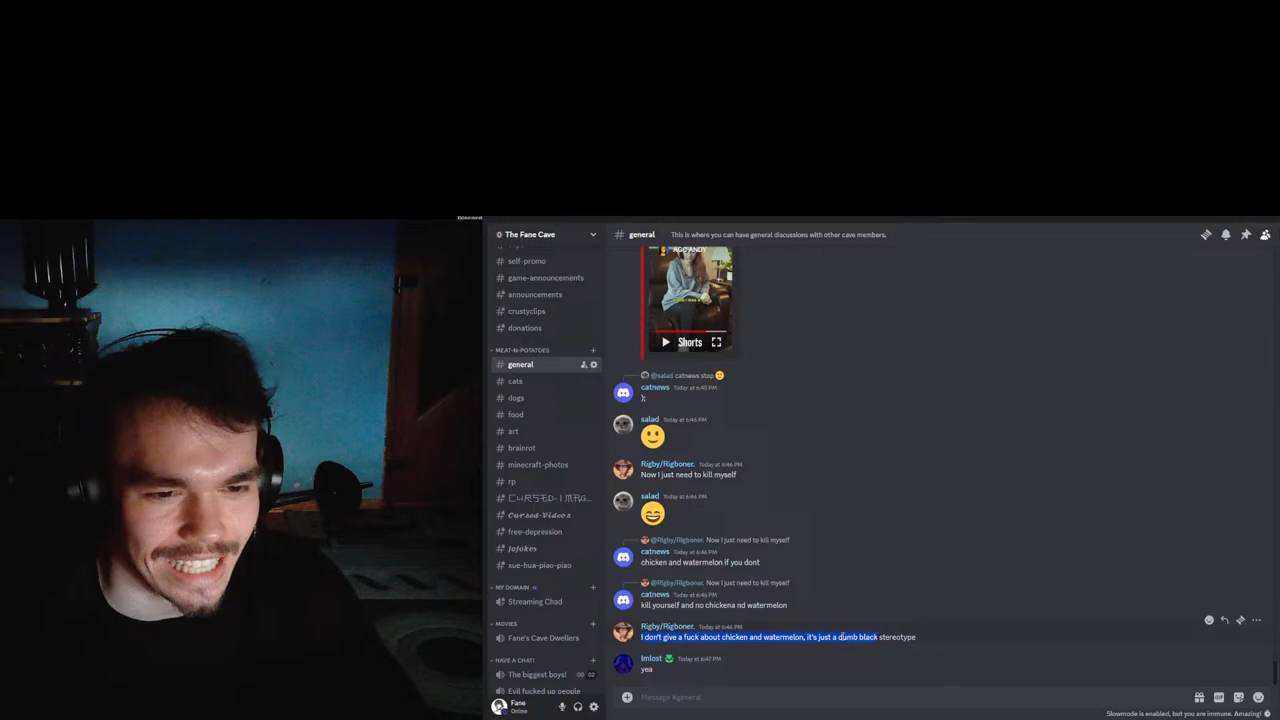 The Fane Cave
general
This is where you can have general discussions with other cave members.
self-promo
game-announcements
announcements
crustyclips
donations
MEAT-N-POTATOES
general
cats
dogs
food
art
brainrot
minecraft-photos
rp
free-depression
JoJokes
xue-hua-piao-piao
MY DOMAIN
Streaming Chad
MOVIES
Fane's Cave Dwellers
HAVE A CHAT!
The biggest boys!
00 02
Evil fucked up people
Fane
Online
AGC ANDY
Shorts
@salad catnews stop 🙂
catnews Today at 6:45 PM
salad Today at 6:46 PM
Rigby/Rigboner. Today at 6:46 PM
Now I just need to kill myself
salad Today at 6:46 PM
@Rigby/Rigboner. Now I just need to kill myself
catnews Today at 6:46 PM
chicken and watermelon if you dont
@Rigby/Rigboner. Now I just need to kill myself
catnews Today at 6:46 PM
kill yourself and no chickena nd watermelon
Rigby/Rigboner. Today at 6:46 PM
I don't give a fuck about chicken and watermelon, it's just a dumb black stereotype
Imlost Today at 6:47 PM
yea
Message #general
Slowmode is enabled, but you are immune. Amazing!